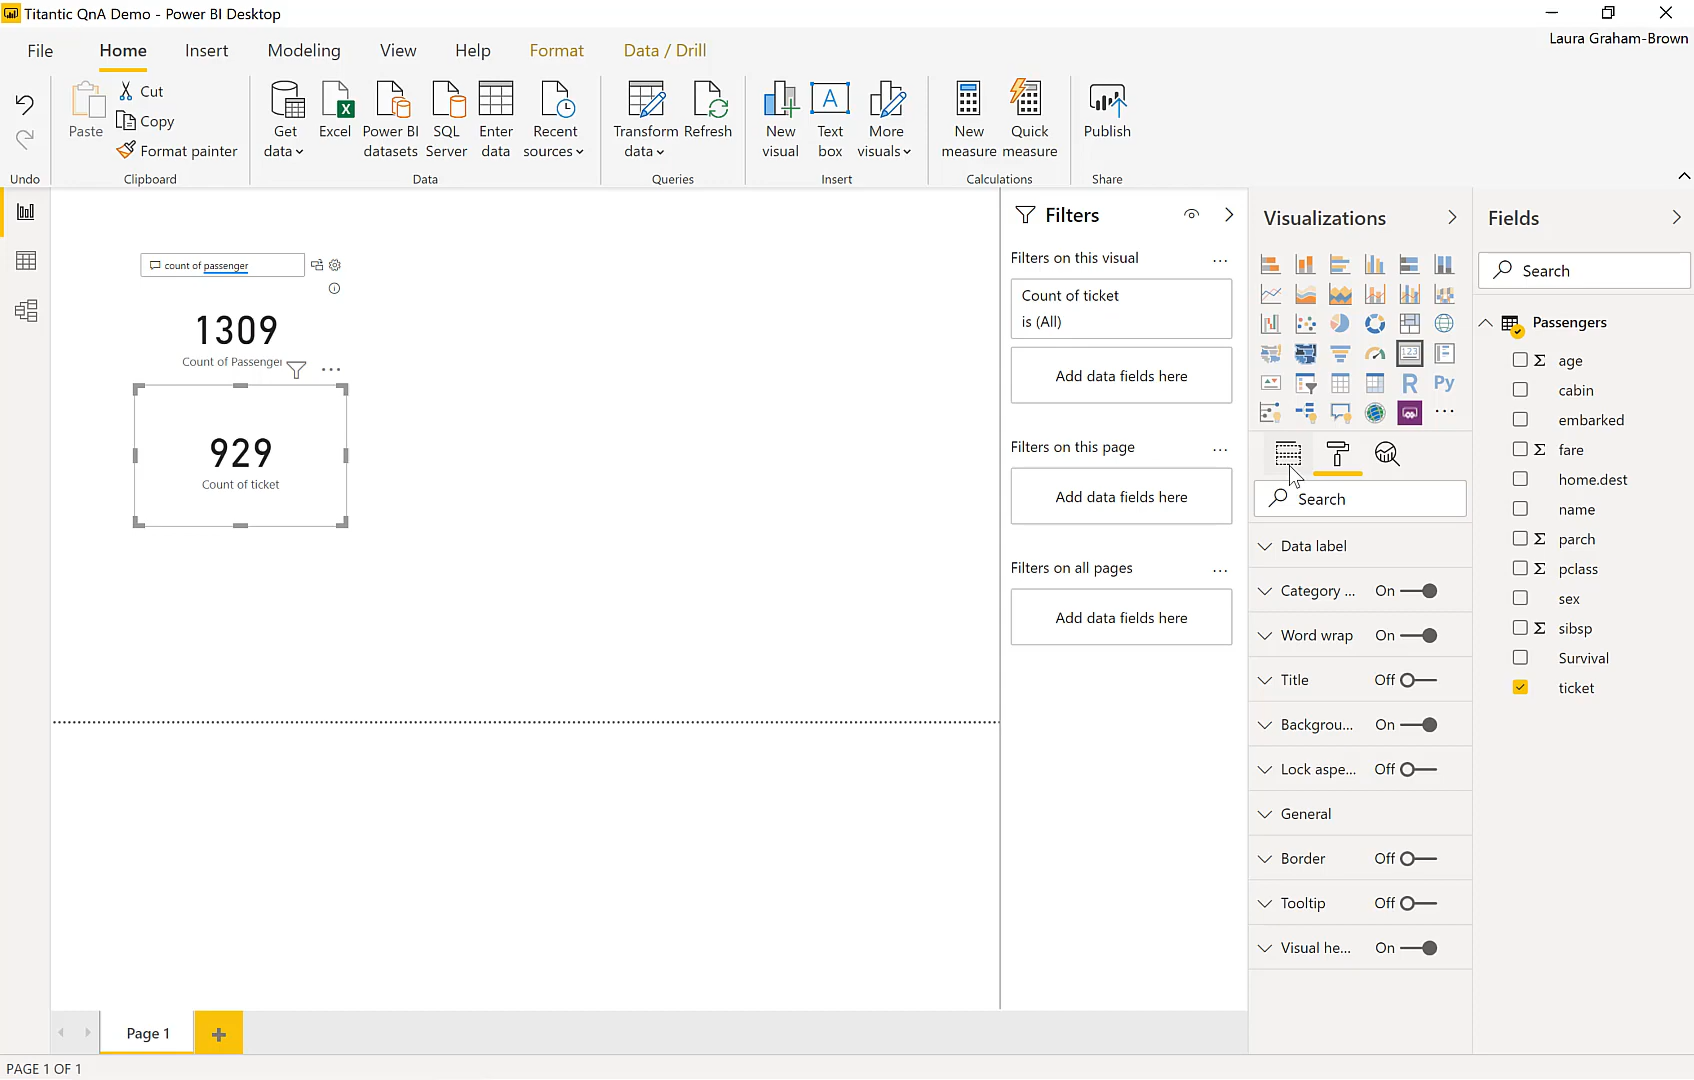 Titantic QnA Demo - Power BI Desktop
Laura Graham-Brown
File Home Insert Modeling View Help Format Data / Drill
Paste
Cut
Copy
Format painter
Get data
Excel
Power BI datasets
SQL Server
Enter data
Recent sources
Transform data
Refresh
New visual
Text box
More visuals
New measure
Quick measure
Publish
Undo Clipboard Data Queries Insert Calculations Share
count of passenger
1309
Count of Passenger
929
Count of ticket
Filters
Filters on this visual ...
Count of ticket
is (All)
Add data fields here
Filters on this page ...
Add data fields here
Filters on all pages ...
Add data fields here
Visualizations
R Py
123
Search
Data label
Category ... On
Word wrap On
Title Off
Backgrou... On
Lock aspe... Off
General
Border Off
Tooltip Off
Visual he... On
Fields
Search
Passengers
Σ age
cabin
embarked
Σ fare
home.dest
name
Σ parch
Σ pclass
sex
Σ sibsp
Survival
ticket
Page 1 +
PAGE 1 OF 1